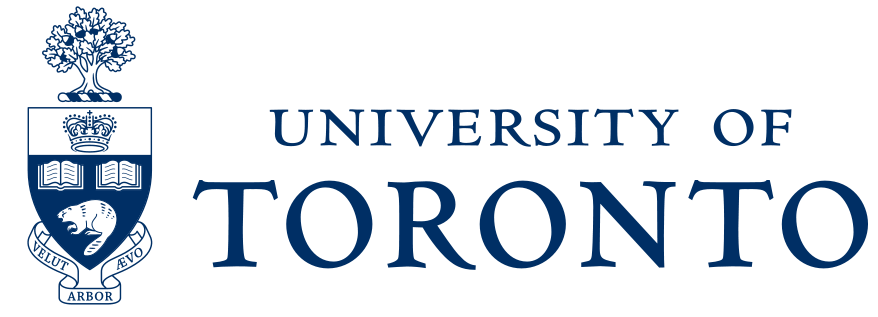 UNIVERSITY OF
TORONTO
VELUT ARBOR ÆVO